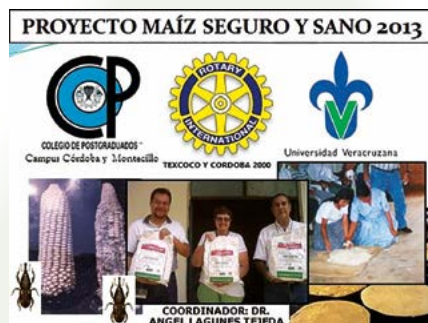 PROYECTO MAÍZ SEGURO Y SANO 2013
ROTARY
INTERNATIONAL
COLEGIO DE POSTGRADUADOS
Campus Córdoba y Montecillo
TEXCOCO Y CORDOBA 2000
Universidad Veracruzana
COORDINADOR: DR.
ANGEL LAGUNES TEJEDA